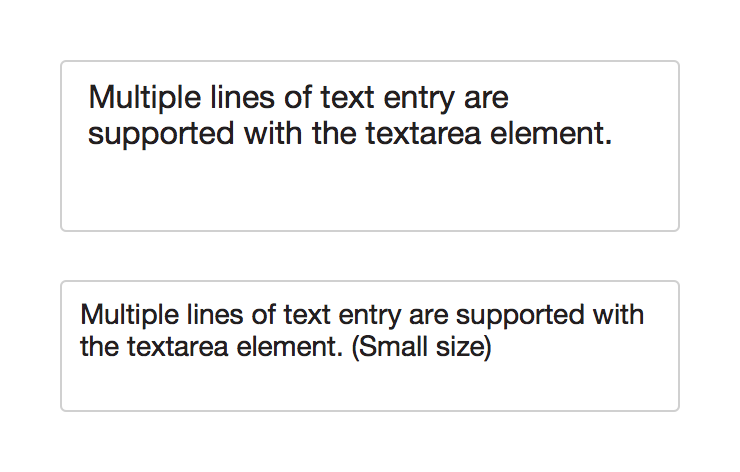 Multiple lines of text entry are
supported with the textarea element.
Multiple lines of text entry are supported with
the textarea element. (Small size)